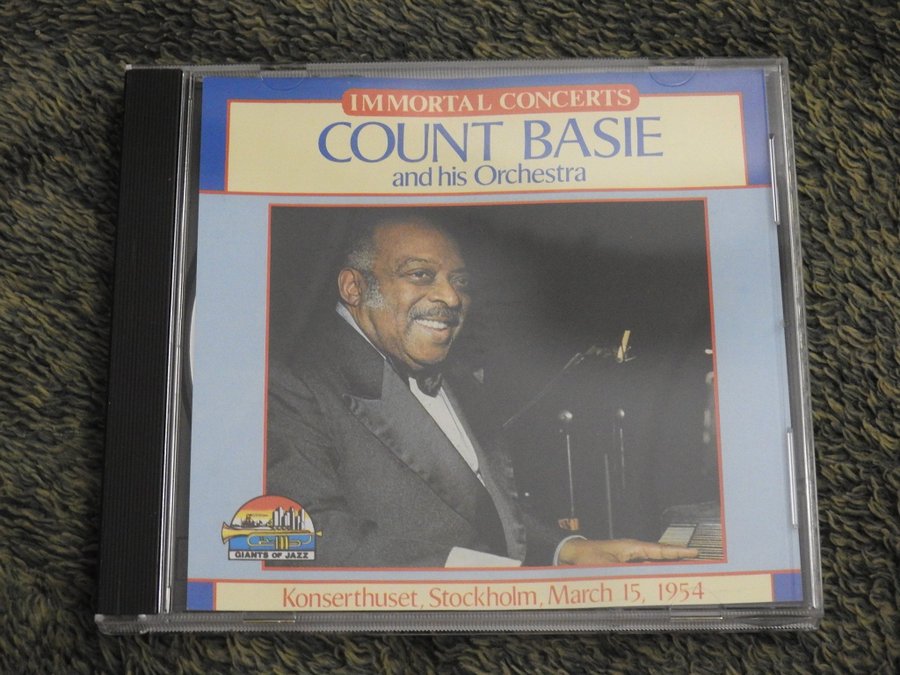 IMMORTAL CONCERTS
COUNT BASIE
and his Orchestra
GIANTS OF JAZZ
Konserthuset, Stockholm, March 15, 1954